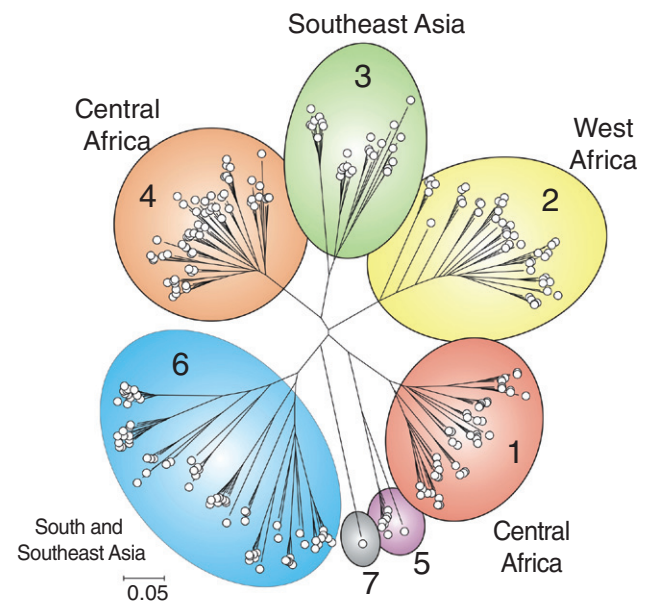 Southeast Asia
3
Central
Africa
4
West
Africa
2
6
1
South and
Southeast Asia
0.05
Central
Africa
5
7